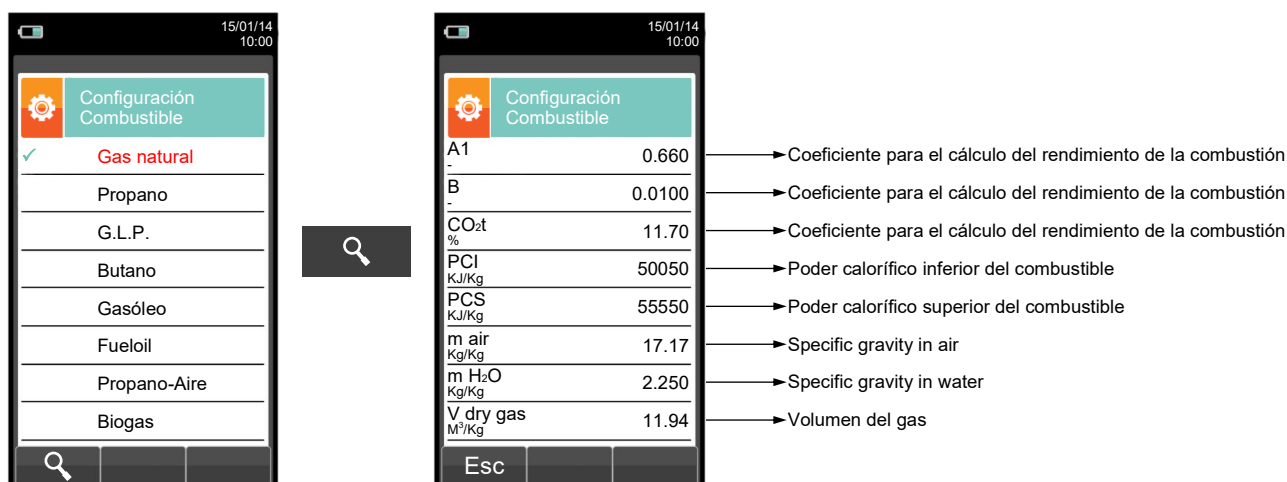 15/01/14
10:00
Configuración
Combustible
✓ Gas natural
Propano
G.L.P.
Butano
Gasóleo
Fueloil
Propano-Aire
Biogas
15/01/14
10:00
Configuración
Combustible
A1
-
0.660
Coeficiente para el cálculo del rendimiento de la combustión
B
-
0.0100
Coeficiente para el cálculo del rendimiento de la combustión
CO2t
%
11.70
Coeficiente para el cálculo del rendimiento de la combustión
PCI
KJ/Kg
50050
Poder calorífico inferior del combustible
PCS
KJ/Kg
55550
Poder calorífico superior del combustible
m air
Kg/Kg
17.17
Specific gravity in air
m H2O
Kg/Kg
2.250
Specific gravity in water
V dry gas
M³/Kg
11.94
Volumen del gas
Esc